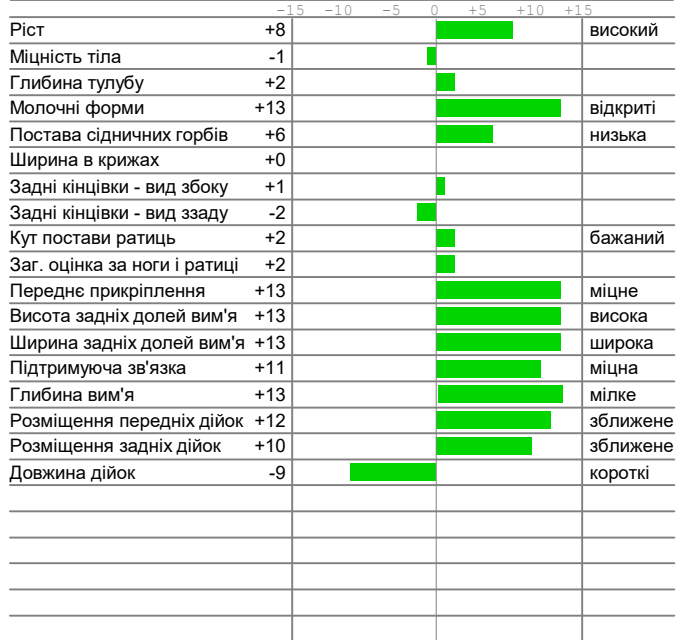 -15 -10 -5 0 +5 +10 +15
Ріст +8 високий
Міцність тіла -1
Глибина тулубу +2
Молочні форми +13 відкриті
Постава сідничних горбів +6 низька
Ширина в крижах +0
Задні кінцівки - вид збоку +1
Задні кінцівки - вид ззаду -2
Кут постави ратиць +2 бажаний
Заг. оцінка за ноги і ратиці +2
Переднє прикріплення +13 міцне
Висота задніх долей вим'я +13 висока
Ширина задніх долей вим'я +13 широка
Підтримуюча зв'язка +11 міцна
Глибина вим'я +13 мілке
Розміщення передніх дійок +12 зближене
Розміщення задніх дійок +10 зближене
Довжина дійок -9 короткі